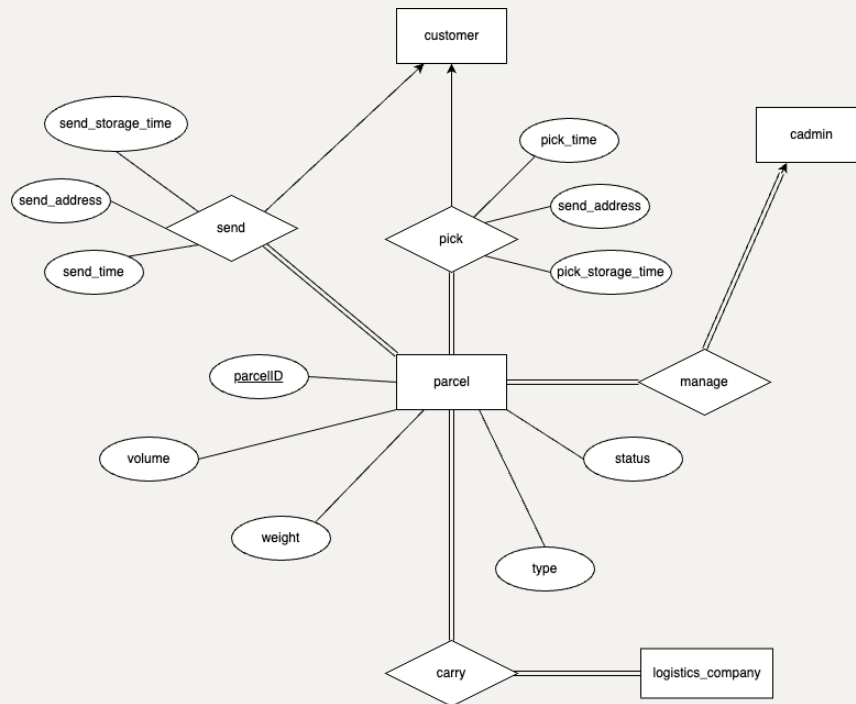 customer
send_storage_time
cadmin
pick_time
send_address
send_address
send
pick
send_time
pick_storage_time
parcelID
parcel
manage
volume
status
weight
type
carry
logistics_company